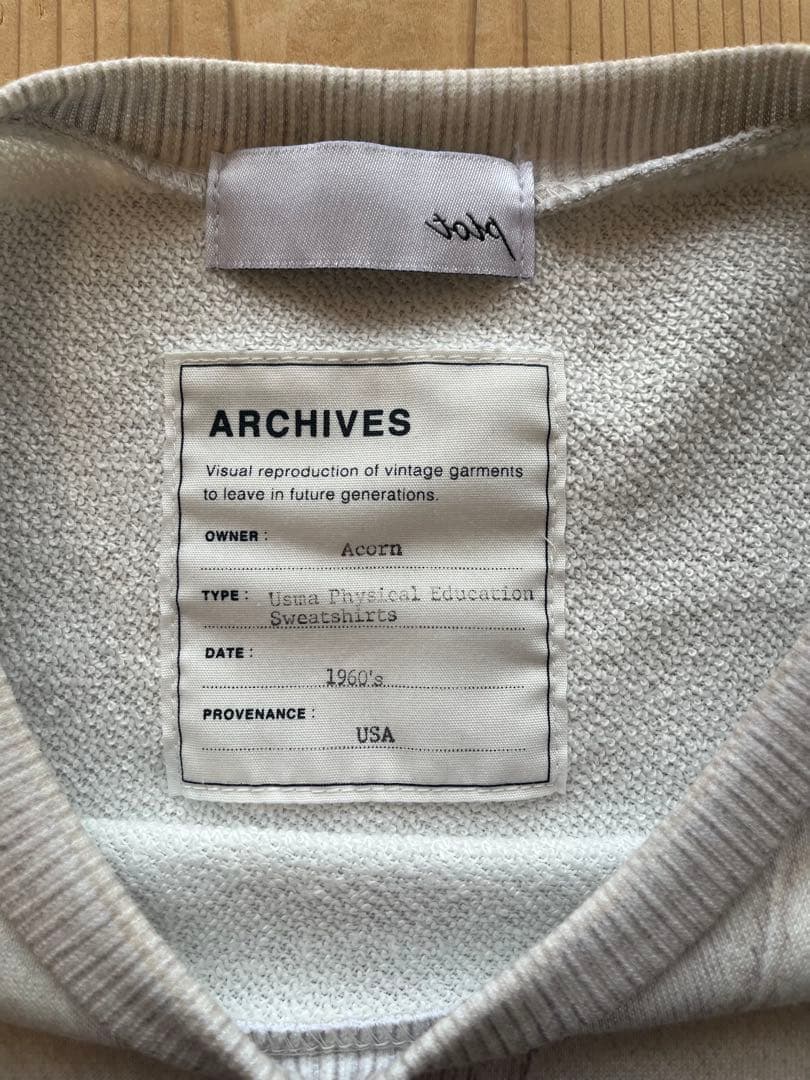 plot
ARCHIVES
Visual reproduction of vintage garments
to leave in future generations.
OWNER : Acorn
TYPE : Usma Physical Education
Sweatshirts
DATE : 1960's
PROVENANCE : USA